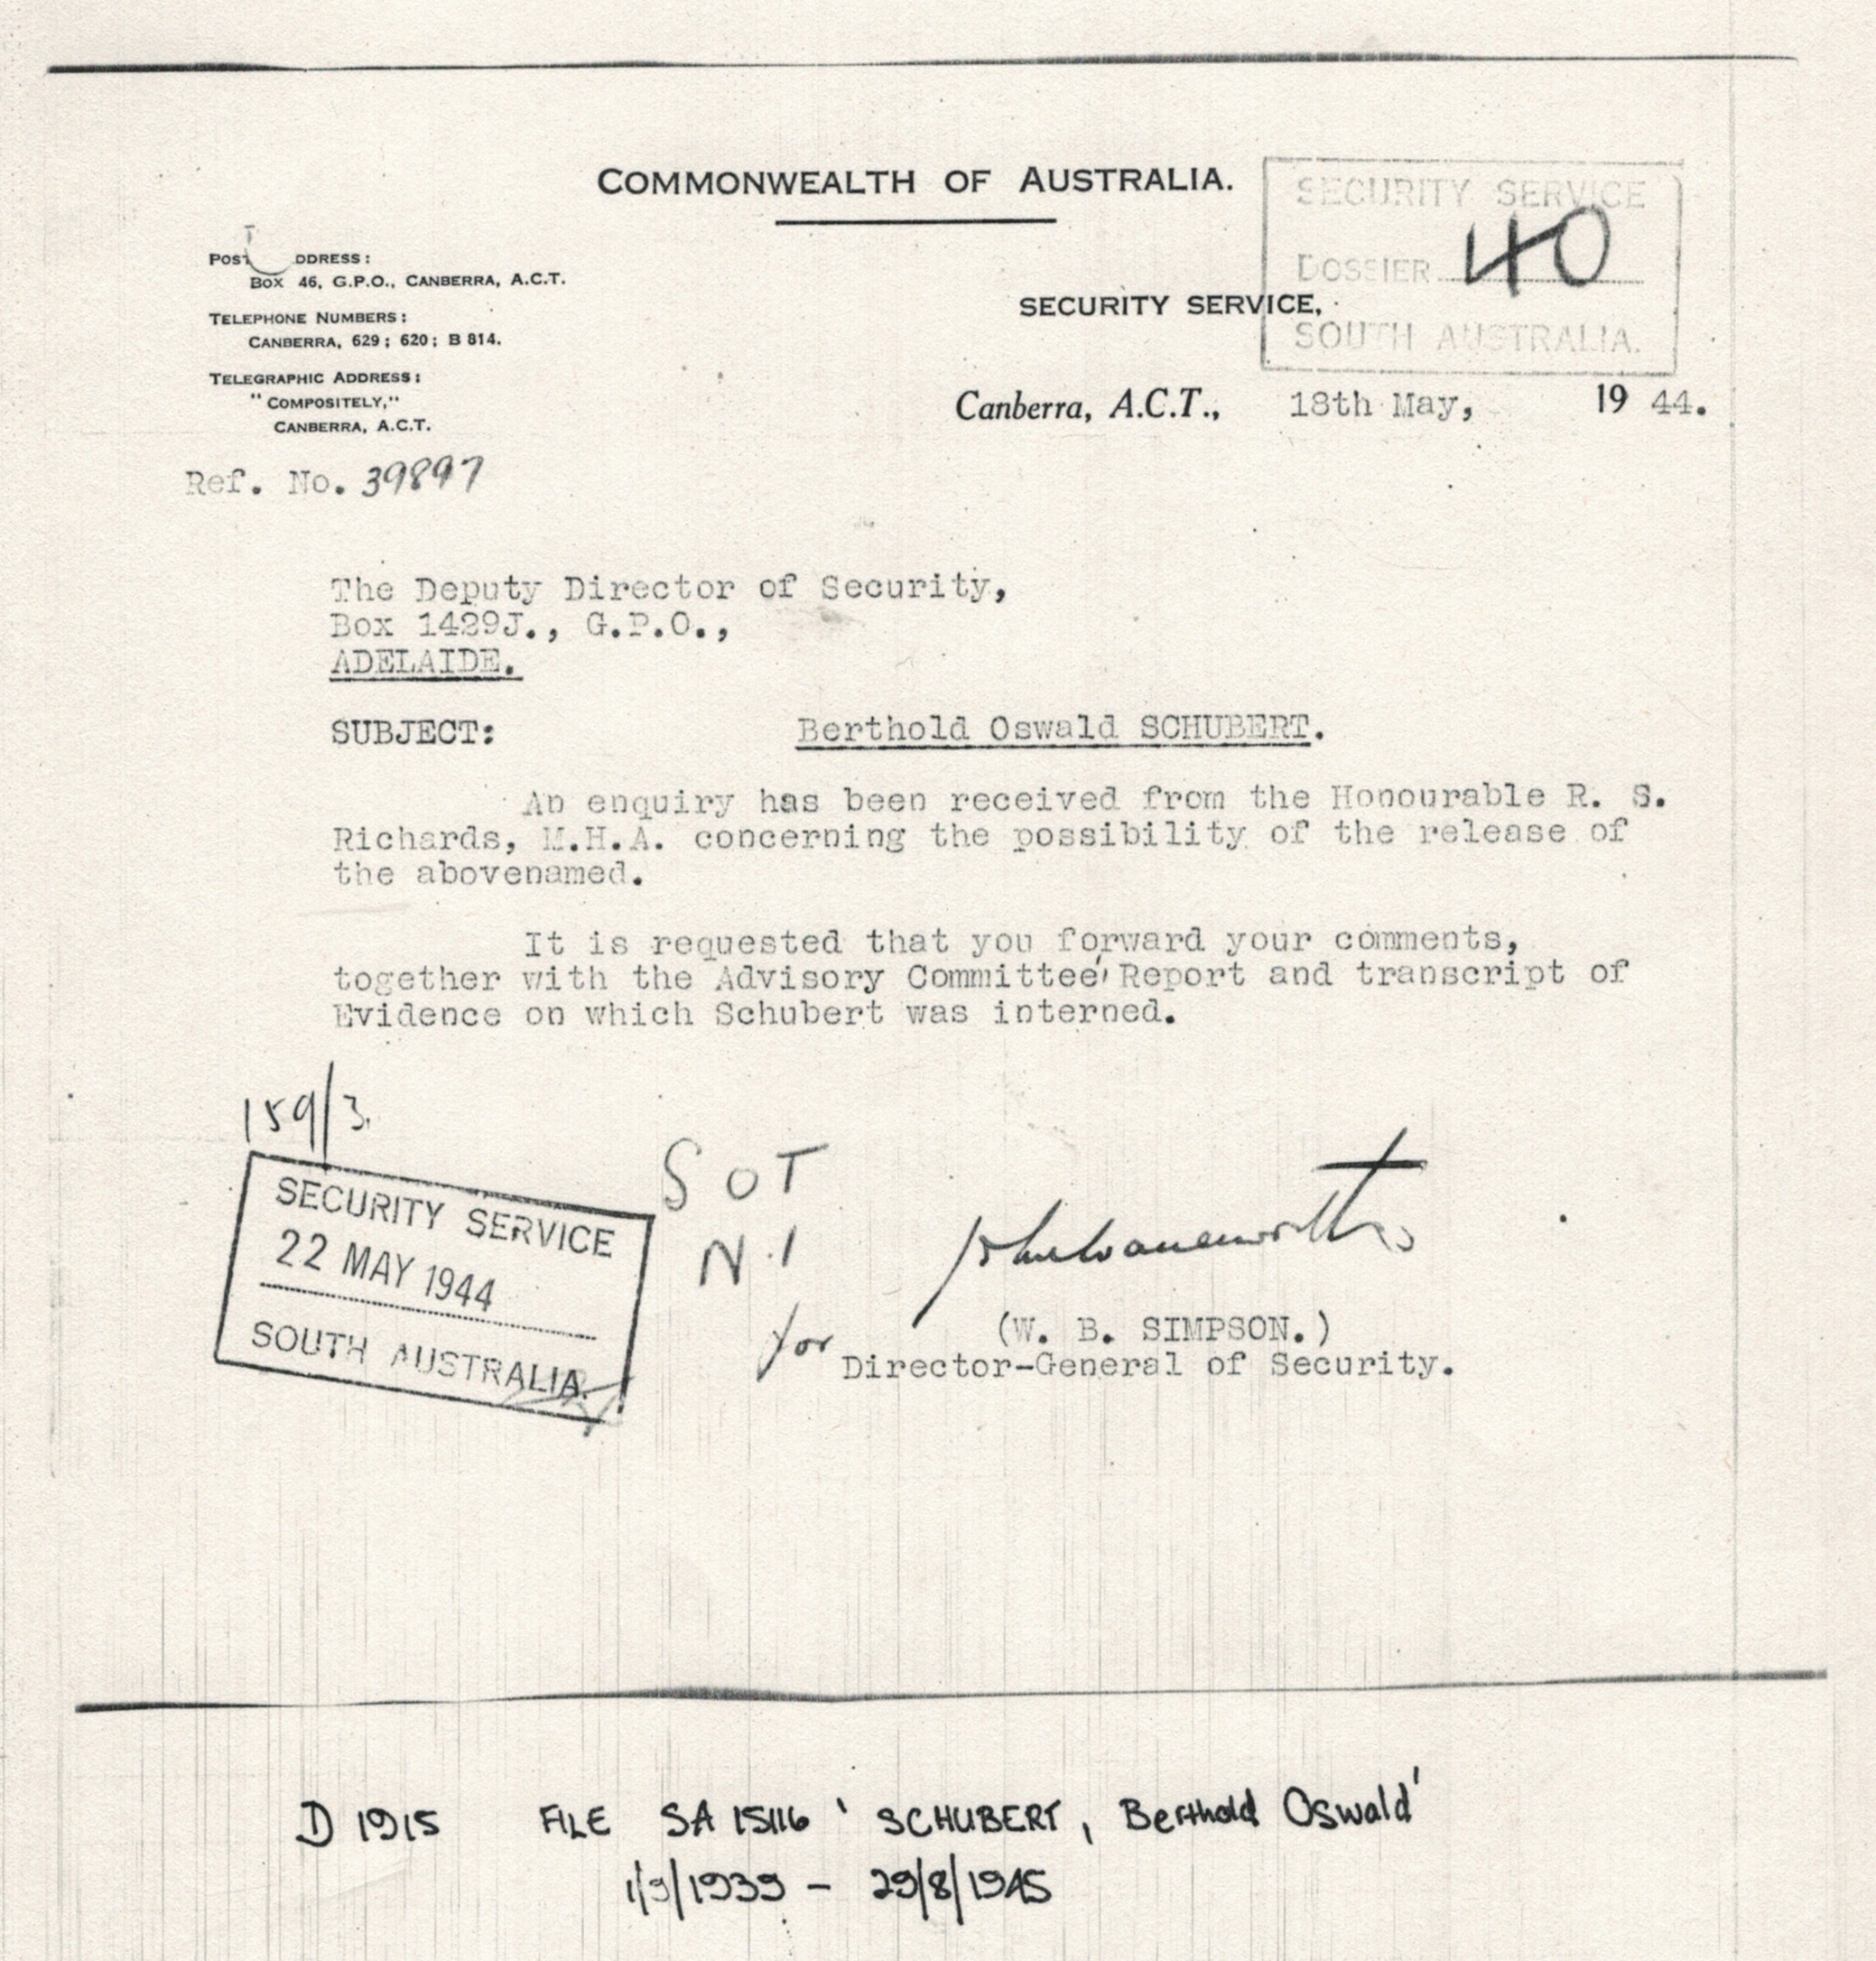 COMMONWEALTH OF AUSTRALIA.
SECURITY SERVICE
DOSSIER 40
SOUTH AUSTRALIA.
POST DDRESS:
BOX 46, G.P.O., CANBERRA, A.C.T.
TELEPHONE NUMBERS:
CANBERRA, 629; 620; B 814.
TELEGRAPHIC ADDRESS:
"COMPOSITELY,"
CANBERRA, A.C.T.
SECURITY SERVICE,
Canberra, A.C.T., 18th May, 19 44.
Ref. No. 39897
The Deputy Director of Security,
Box 1429J., G.P.O.,
ADELAIDE.
SUBJECT: Berthold Oswald SCHUBERT.
An enquiry has been received from the Honourable R. S.
Richards, M.H.A. concerning the possibility of the release of
the abovenamed.
It is requested that you forward your comments,
together with the Advisory Committee' Report and transcript of
Evidence on which Schubert was interned.
159/3.
SECURITY SERVICE
22 MAY 1944
SOUTH AUSTRALIA.
S O T
N.I
for
(W. B. SIMPSON.)
Director-General of Security.
D 1915 FILE SA 15116 ' SCHUBERT, Berthold Oswald'
1/9/1939 - 29/8/1945